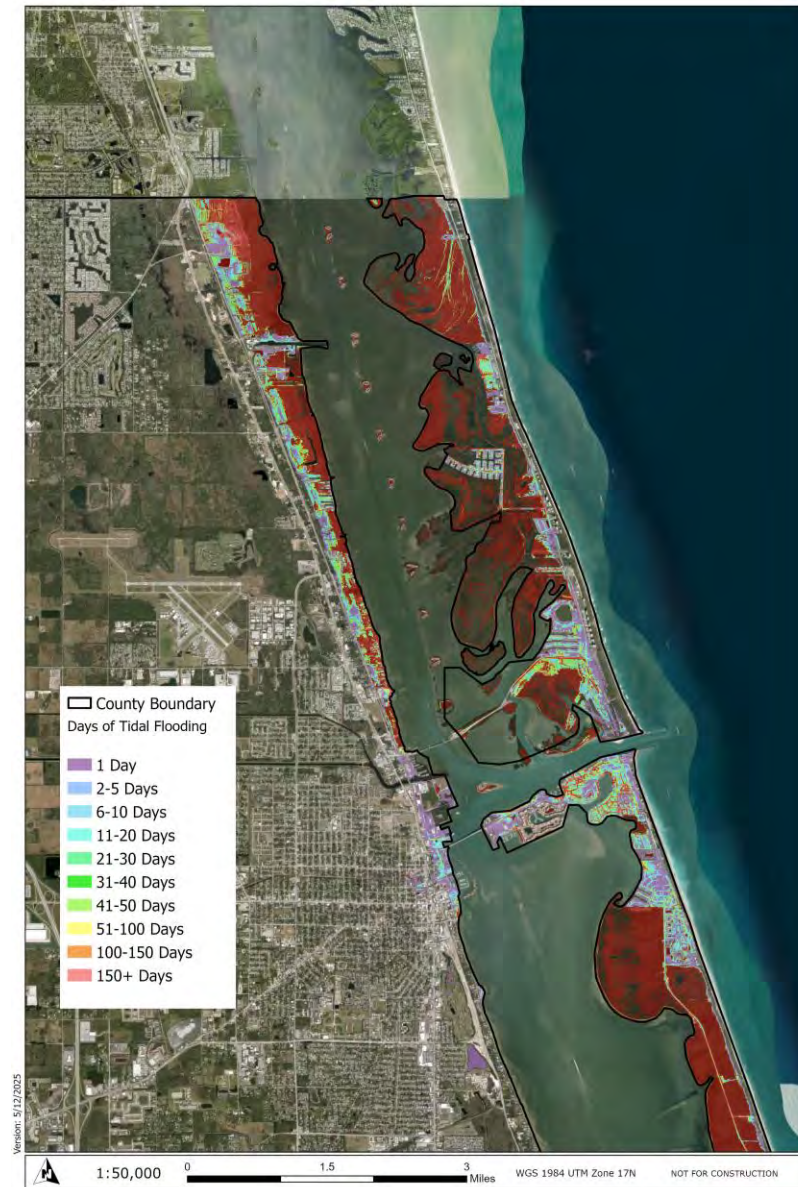 County Boundary
Days of Tidal Flooding
1 Day
2-5 Days
6-10 Days
11-20 Days
21-30 Days
31-40 Days
41-50 Days
51-100 Days
100-150 Days
150+ Days
Version: 5/12/2025
N
1:50,000
0 1.5 3
Miles
WGS 1984 UTM Zone 17N
NOT FOR CONSTRUCTION